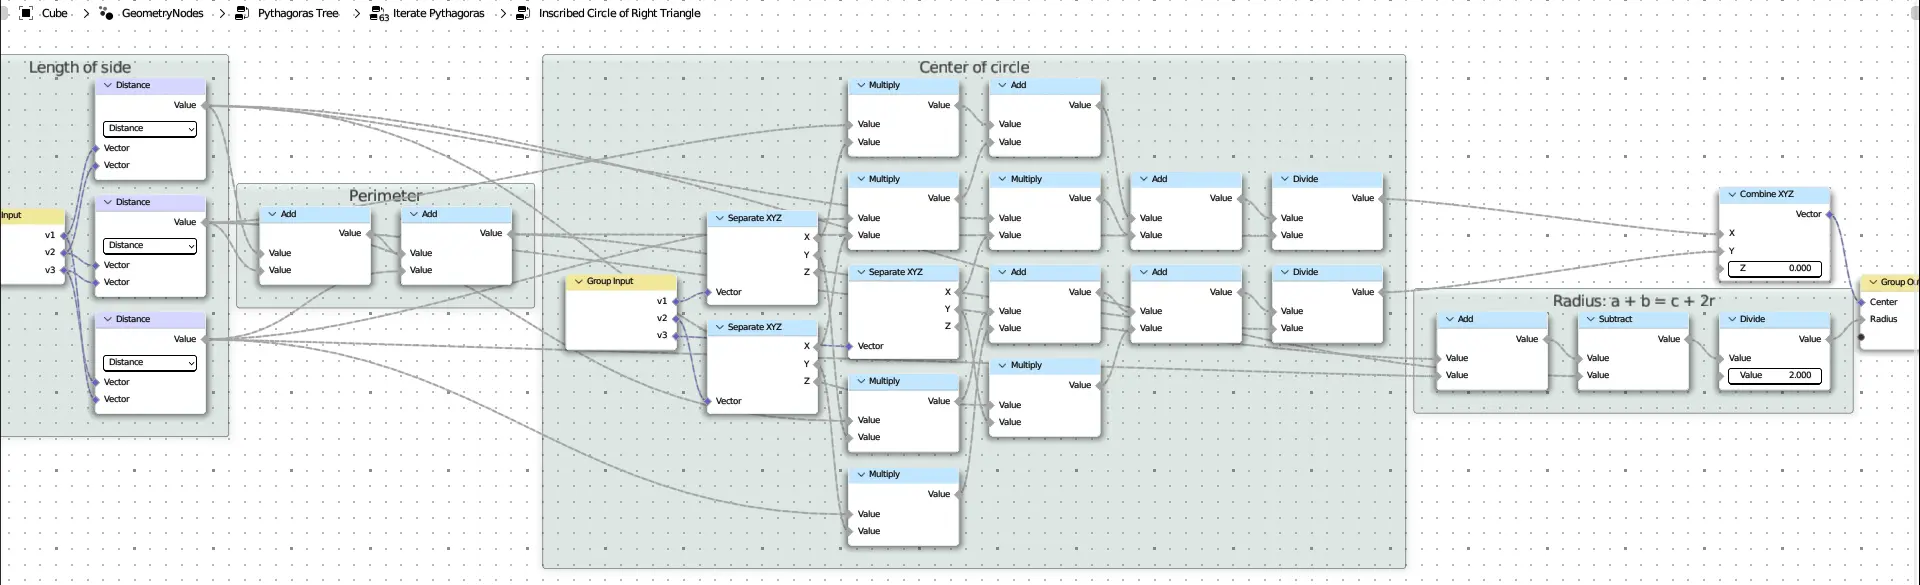 Cube > GeometryNodes > Pythagoras Tree > 63 Iterate Pythagoras > Inscribed Circle of Right Triangle
Length of side
Distance
Value
Distance
Vector
Vector
Distance
Value
Distance
Vector
Vector
Input
v1
v2
v3
Distance
Value
Distance
Vector
Vector
Perimeter
Add
Value
Value
Value
Add
Value
Value
Value
Center of circle
Group Input
v1
v2
v3
Separate XYZ
X
Y
Z
Vector
Separate XYZ
X
Y
Z
Vector
Multiply
Value
Value
Value
Multiply
Value
Value
Value
Separate XYZ
X
Y
Z
Vector
Multiply
Value
Value
Value
Multiply
Value
Value
Value
Add
Value
Value
Value
Multiply
Value
Value
Value
Add
Value
Value
Value
Multiply
Value
Value
Value
Add
Value
Value
Value
Add
Value
Value
Value
Divide
Value
Value
Value
Divide
Value
Value
Value
Radius: a + b = c + 2r
Add
Value
Value
Value
Subtract
Value
Value
Value
Divide
Value
Value
Value 2.000
Combine XYZ
Vector
X
Y
Z 0.000
Group O
Center
Radius